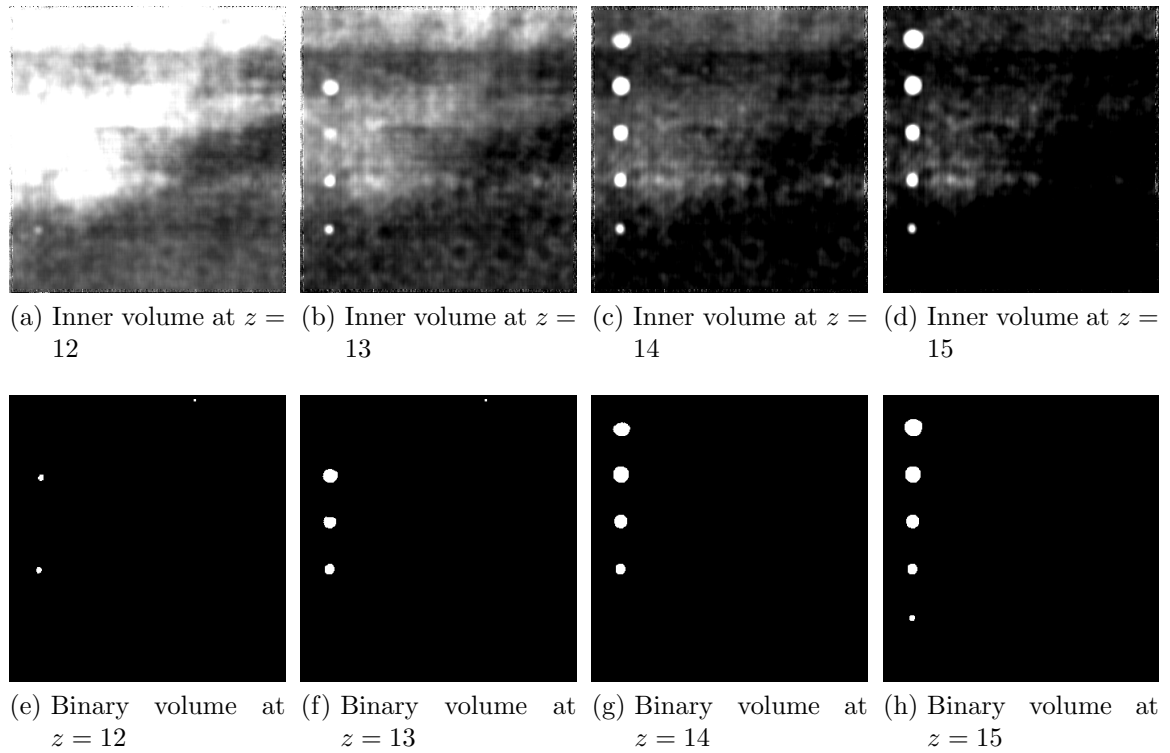 (a) Inner volume at z =
12
(b) Inner volume at z =
13
(c) Inner volume at z =
14
(d) Inner volume at z =
15
(e) Binary volume at
z = 12
(f) Binary volume at
z = 13
(g) Binary volume at
z = 14
(h) Binary volume at
z = 15